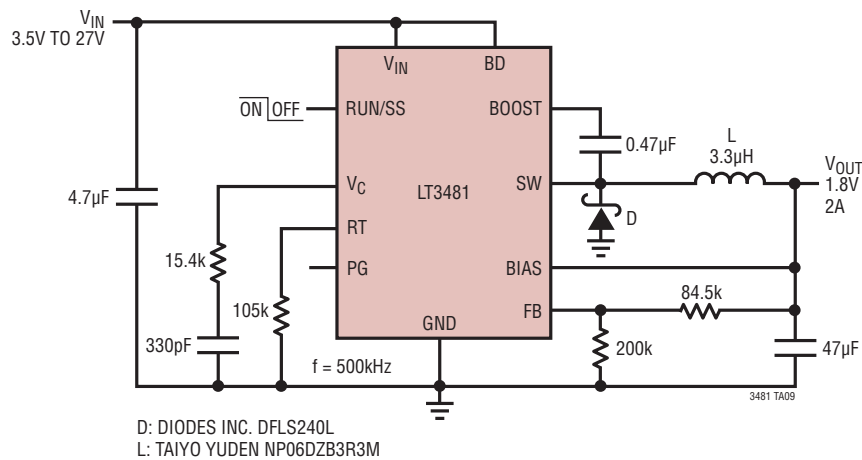 VIN
3.5V TO 27V
VIN
BD
ON OFF
RUN/SS
BOOST
0.47µF
L
3.3µH
VOUT
1.8V
2A
4.7µF
VC
LT3481
SW
D
RT
15.4k
PG
BIAS
84.5k
105k
FB
GND
330pF
200k
47µF
f = 500kHz
3481 TA09
D: DIODES INC. DFLS240L
L: TAIYO YUDEN NP06DZB3R3M